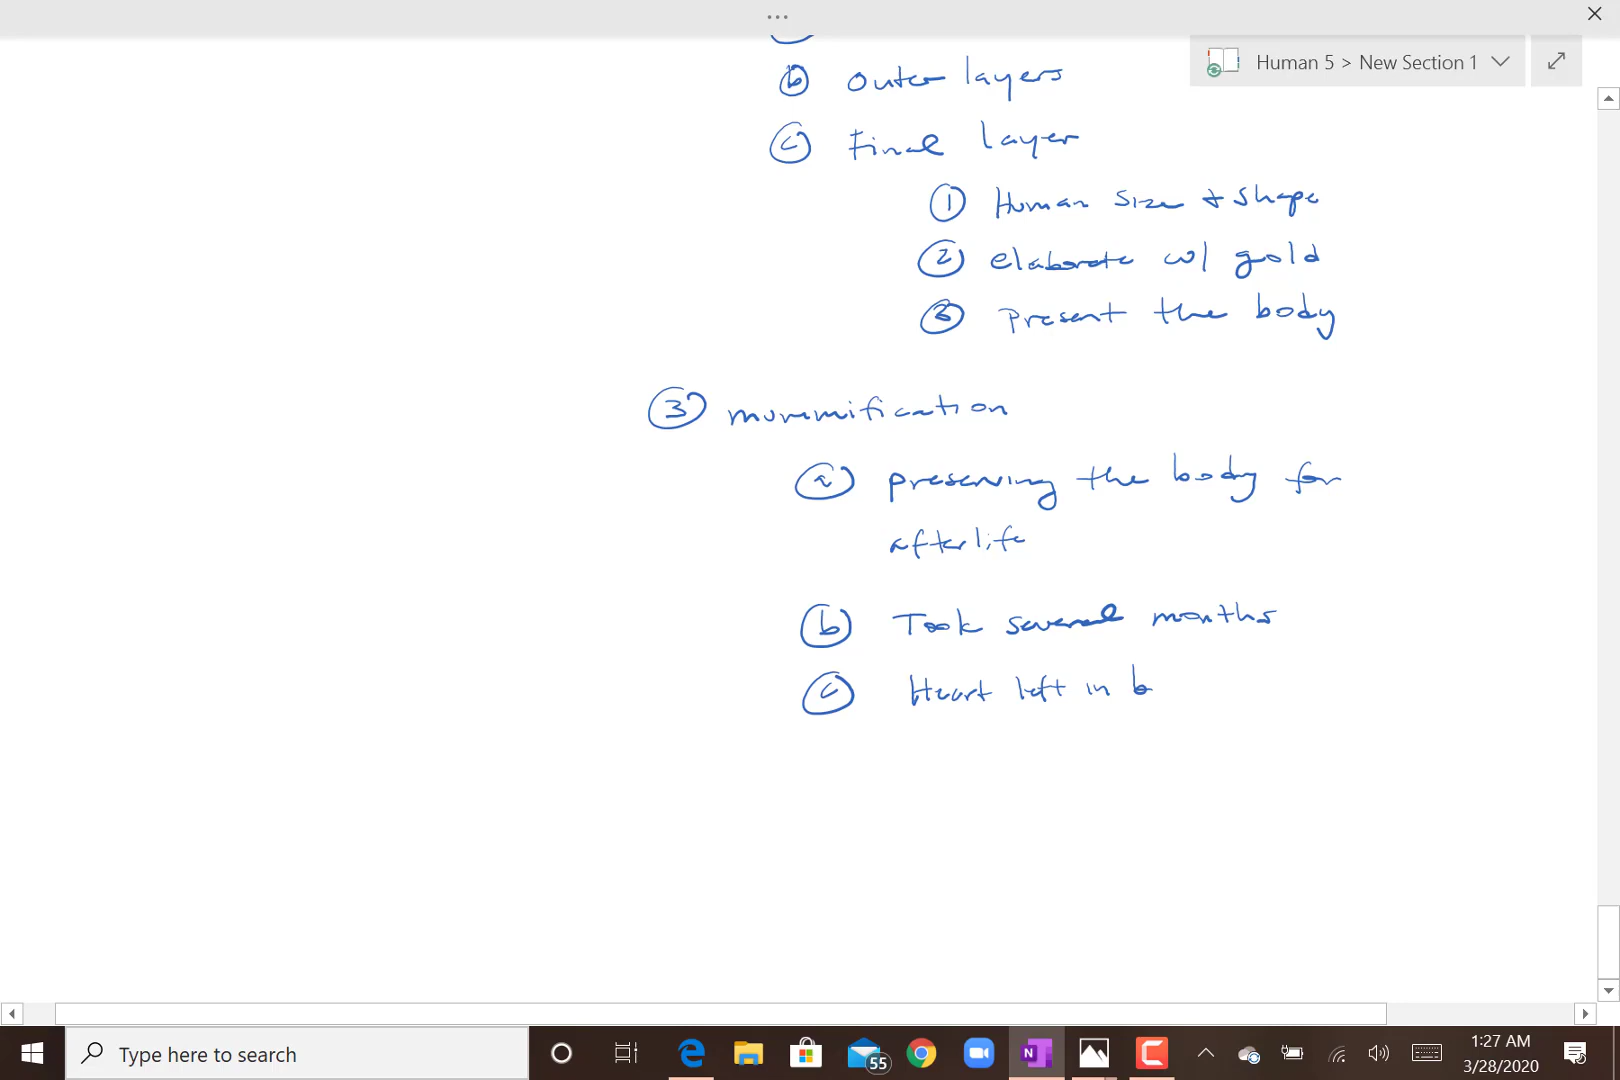 Human 5 > New Section 1
b outer layers
c Final layer
1 Human size + shape
2 elaborate w/ gold
3 Present the body
3 mummification
a preserving the body for
afterlife
b Took several months
c Heart left in b
Type here to search
55
1:27 AM
3/28/2020